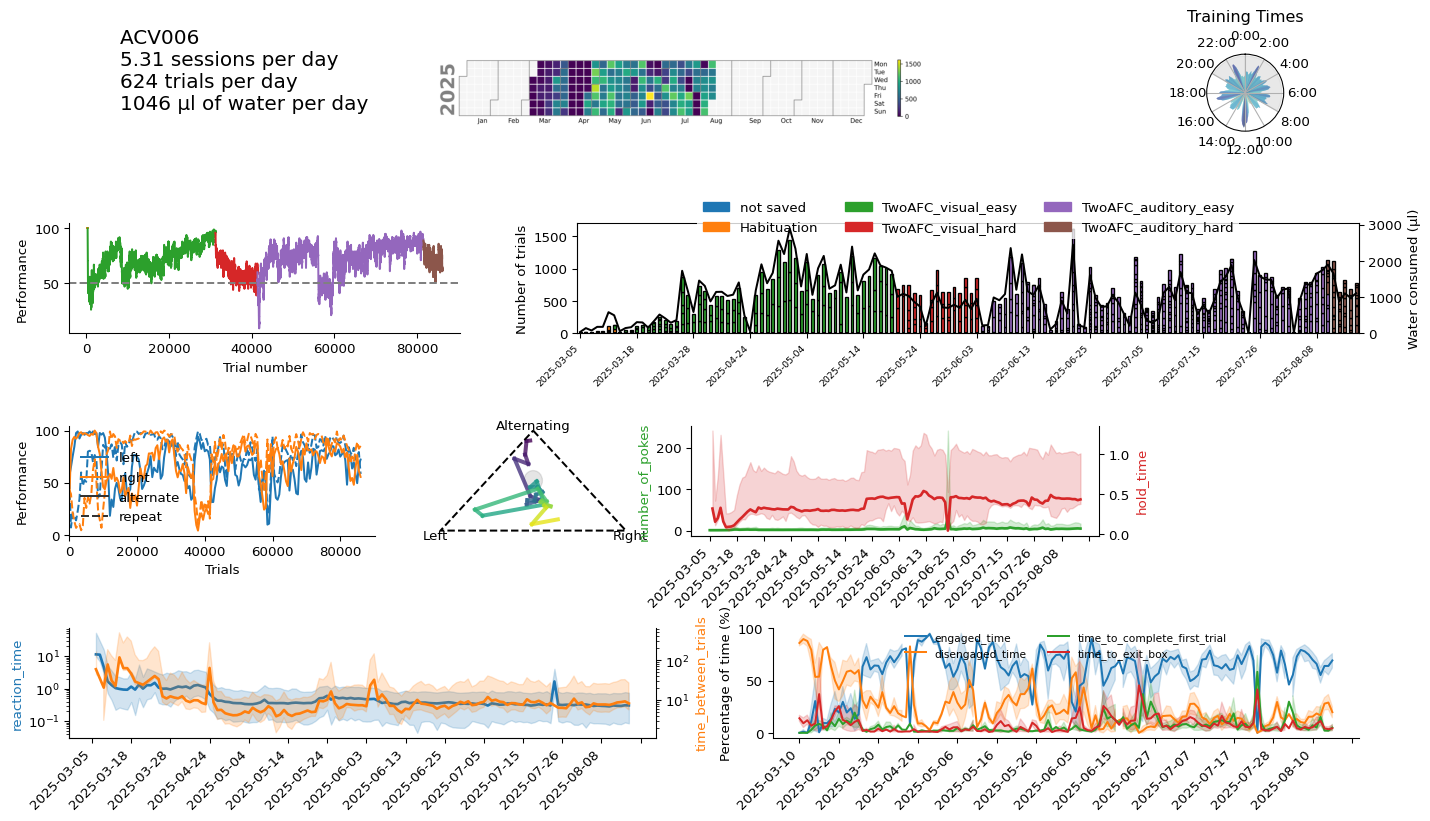 ACV006
5.31 sessions per day
624 trials per day
1046 µl of water per day
2025
Jan Feb Mar Apr May Jun Jul Aug Sep Oct Nov Dec
Mon
Tue
Wed
Thu
Fri
Sat
Sun
1500
1000
500
0
Training Times
0:00
2:00
4:00
6:00
8:00
10:00
12:00
14:00
16:00
18:00
20:00
22:00
Performance
100
50
0 20000 40000 60000 80000
Trial number
not saved
Habituation
TwoAFC_visual_easy
TwoAFC_visual_hard
TwoAFC_auditory_easy
TwoAFC_auditory_hard
Number of trials
1500
1000
500
0
Water consumed (µl)
3000
2000
1000
0
2025-03-05 2025-03-18 2025-03-28 2025-04-24 2025-05-04 2025-05-14 2025-05-24 2025-06-03 2025-06-13 2025-06-25 2025-07-05 2025-07-15 2025-07-26 2025-08-08
Performance
100
50
0
left
right
alternate
repeat
0 20000 40000 60000 80000
Trials
Alternating
Left
Right
number_of_pokes
200
100
0
hold_time
1.0
0.5
0.0
2025-03-05 2025-03-18 2025-03-28 2025-04-24 2025-05-04 2025-05-14 2025-05-24 2025-06-03 2025-06-13 2025-06-25 2025-07-05 2025-07-15 2025-07-26 2025-08-08
reaction_time
10¹
10⁰
10⁻¹
time_between_trials
10²
10¹
2025-03-05 2025-03-18 2025-03-28 2025-04-24 2025-05-04 2025-05-14 2025-05-24 2025-06-03 2025-06-13 2025-06-25 2025-07-05 2025-07-15 2025-07-26 2025-08-08
Percentage of time (%)
100
50
0
engaged_time
disengaged_time
time_to_complete_first_trial
time_to_exit_box
2025-03-10 2025-03-20 2025-03-30 2025-04-26 2025-05-06 2025-05-16 2025-05-26 2025-06-05 2025-06-15 2025-06-27 2025-07-07 2025-07-17 2025-07-28 2025-08-10